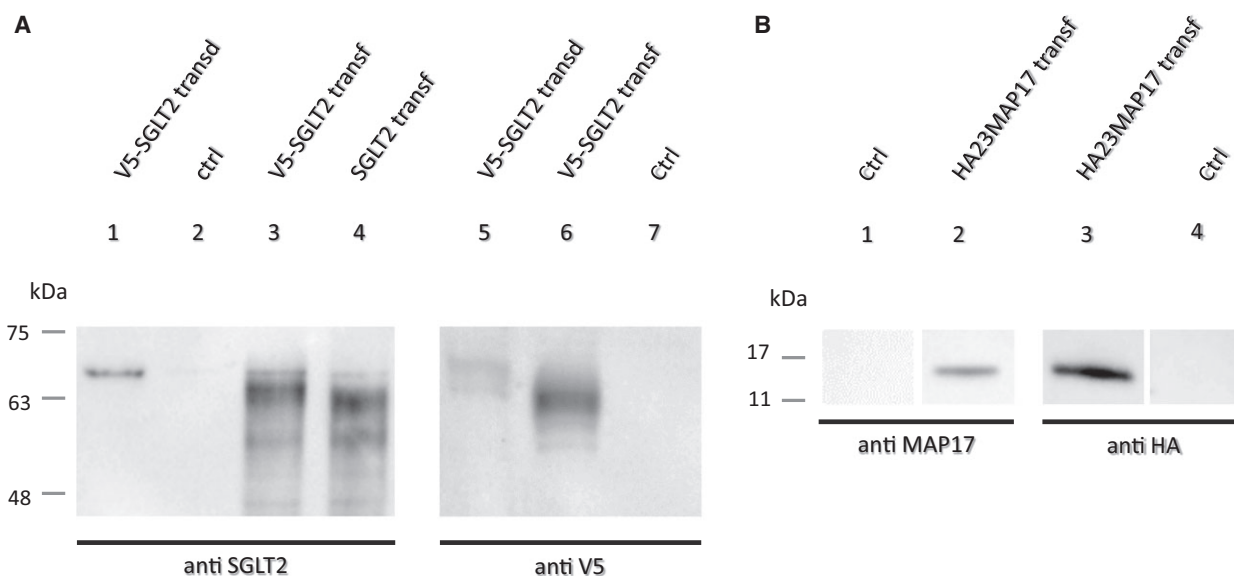 A
V5-SGLT2 transd
ctrl
V5-SGLT2 transf
SGLT2 transf
V5-SGLT2 transd
V5-SGLT2 transf
Ctrl
1 2 3 4 5 6 7
kDa
75
63
48
anti SGLT2
anti V5
B
Ctrl
HA23MAP17 transf
HA23MAP17 transf
Ctrl
1 2 3 4
kDa
17
11
anti MAP17
anti HA